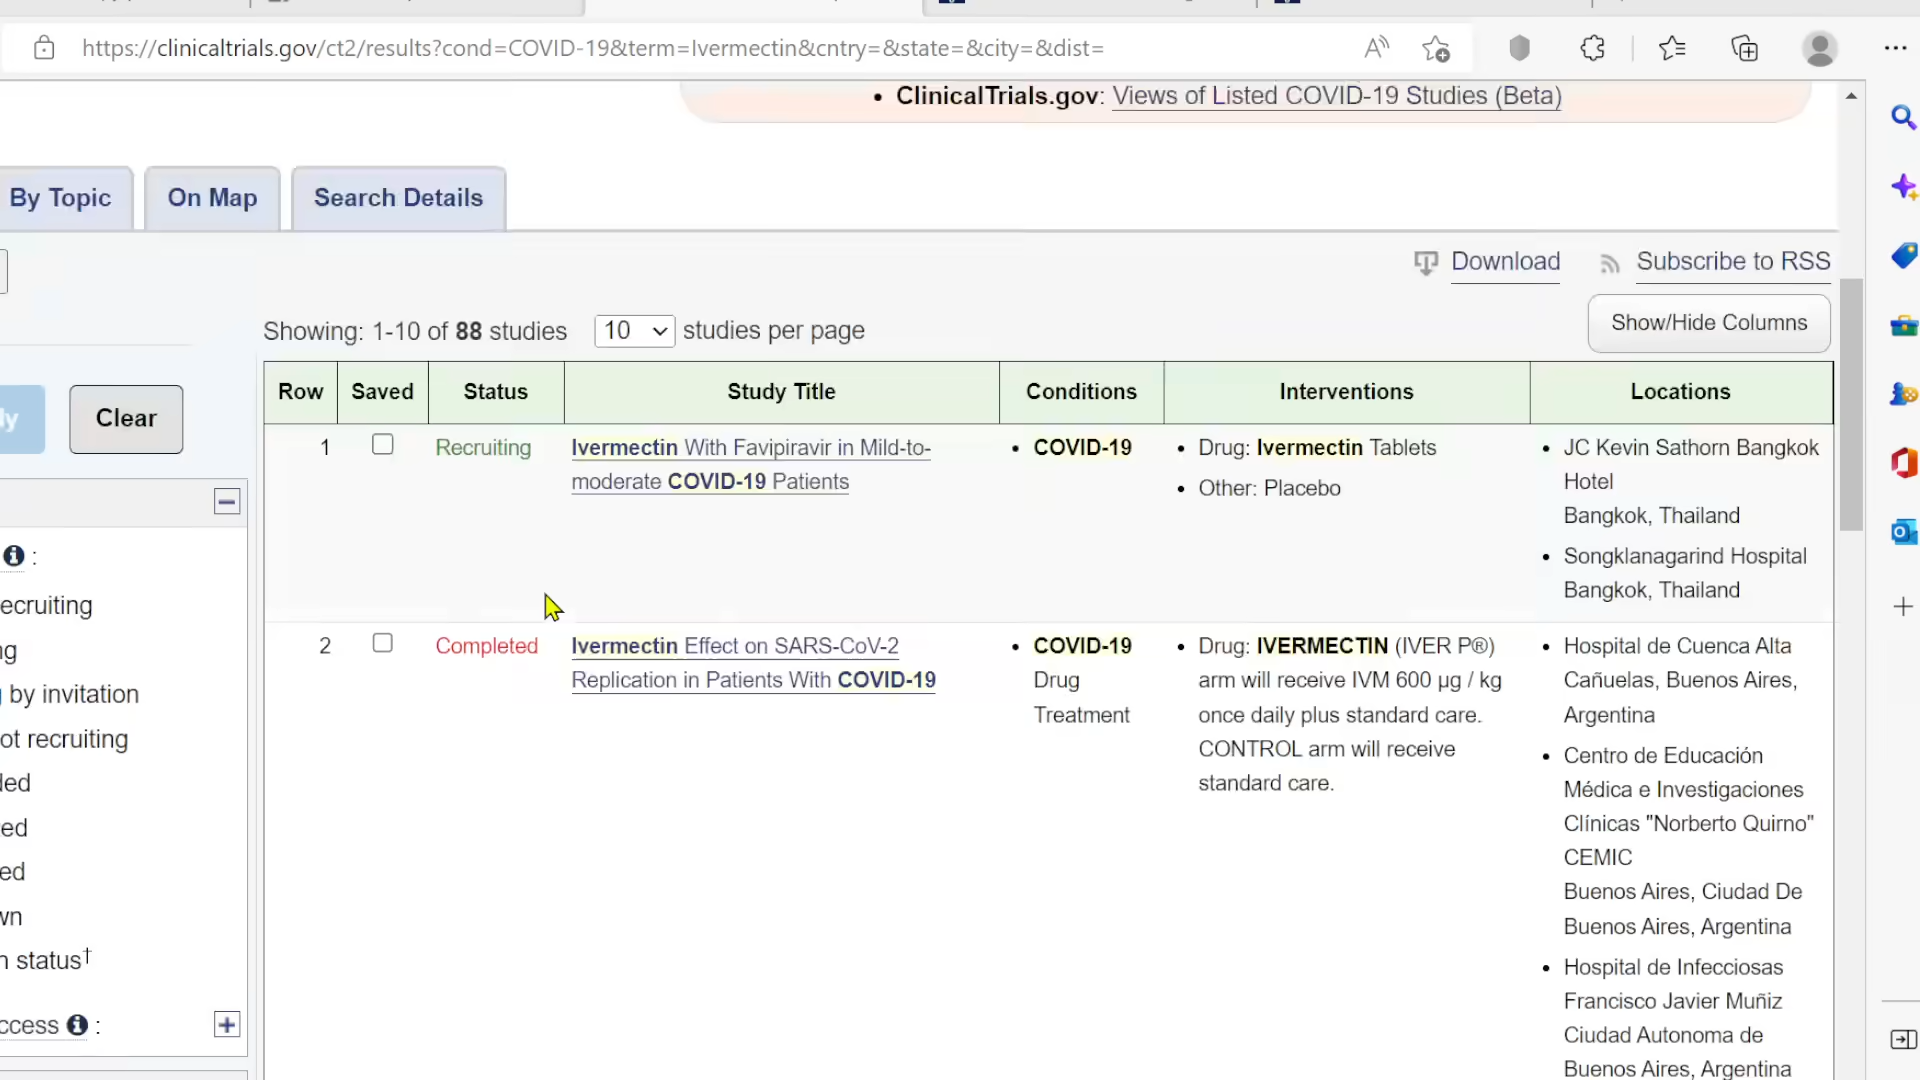 https://clinicaltrials.gov/ct2/results?cond=COVID-19&term=Ivermectin&cntry=&state=&city=&dist=
• ClinicalTrials.gov: Views of Listed COVID-19 Studies (Beta)
By Topic
On Map
Search Details
Download
Subscribe to RSS
Showing: 1-10 of 88 studies
10
studies per page
Show/Hide Columns
Row
Saved
Status
Study Title
Conditions
Interventions
Locations
ly
Clear
1
Recruiting
Ivermectin With Favipiravir in Mild-to-
moderate COVID-19 Patients
• COVID-19
• Drug: Ivermectin Tablets
• Other: Placebo
• JC Kevin Sathorn Bangkok
Hotel
Bangkok, Thailand
• Songklanagarind Hospital
Bangkok, Thailand
2
Completed
Ivermectin Effect on SARS-CoV-2
Replication in Patients With COVID-19
• COVID-19
Drug
Treatment
• Drug: IVERMECTIN (IVER P®)
arm will receive IVM 600 µg / kg
once daily plus standard care.
CONTROL arm will receive
standard care.
• Hospital de Cuenca Alta
Cañuelas, Buenos Aires,
Argentina
• Centro de Educación
Médica e Investigaciones
Clínicas "Norberto Quirno"
CEMIC
Buenos Aires, Ciudad De
Buenos Aires, Argentina
• Hospital de Infecciosas
Francisco Javier Muñiz
Ciudad Autonoma de
Buenos Aires, Argentina
:
ecruiting
ng
by invitation
ot recruiting
ded
ted
ed
wn
n status†
ccess :